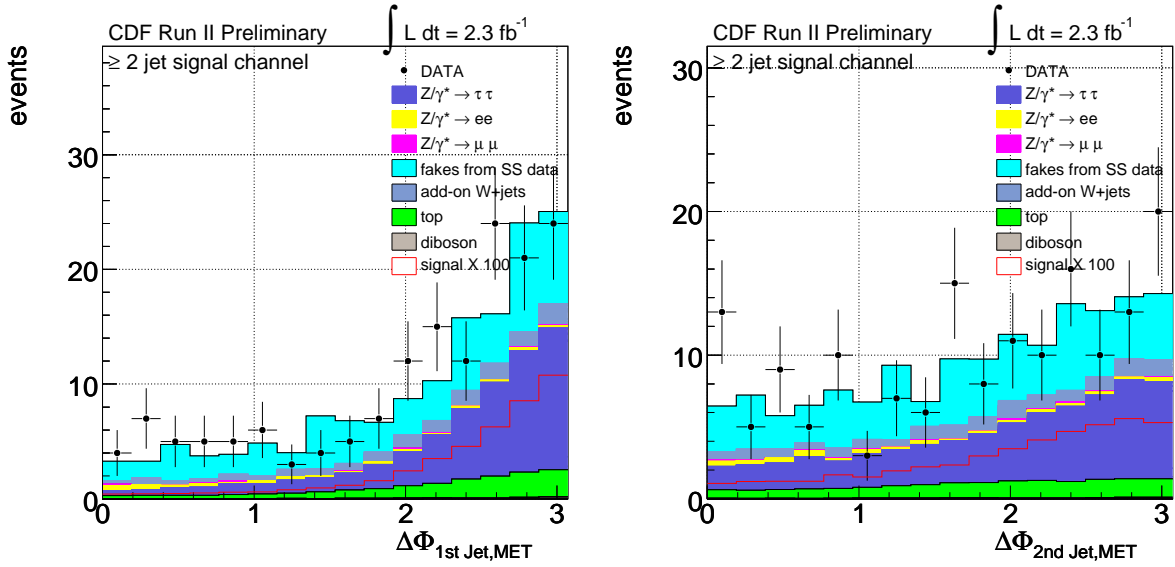 CDF Run II Preliminary ∫ L dt = 2.3 fb⁻¹
≥ 2 jet signal channel
events
DATA
Z/γ* → τ τ
Z/γ* → ee
Z/γ* → μ μ
fakes from SS data
add-on W+jets
top
diboson
signal X 100
30
20
10
0
0 1 2 3
ΔΦ1st Jet,MET
CDF Run II Preliminary ∫ L dt = 2.3 fb⁻¹
≥ 2 jet signal channel
events
DATA
Z/γ* → τ τ
Z/γ* → ee
Z/γ* → μ μ
fakes from SS data
add-on W+jets
top
diboson
signal X 100
30
20
10
0
0 1 2 3
ΔΦ2nd Jet,MET